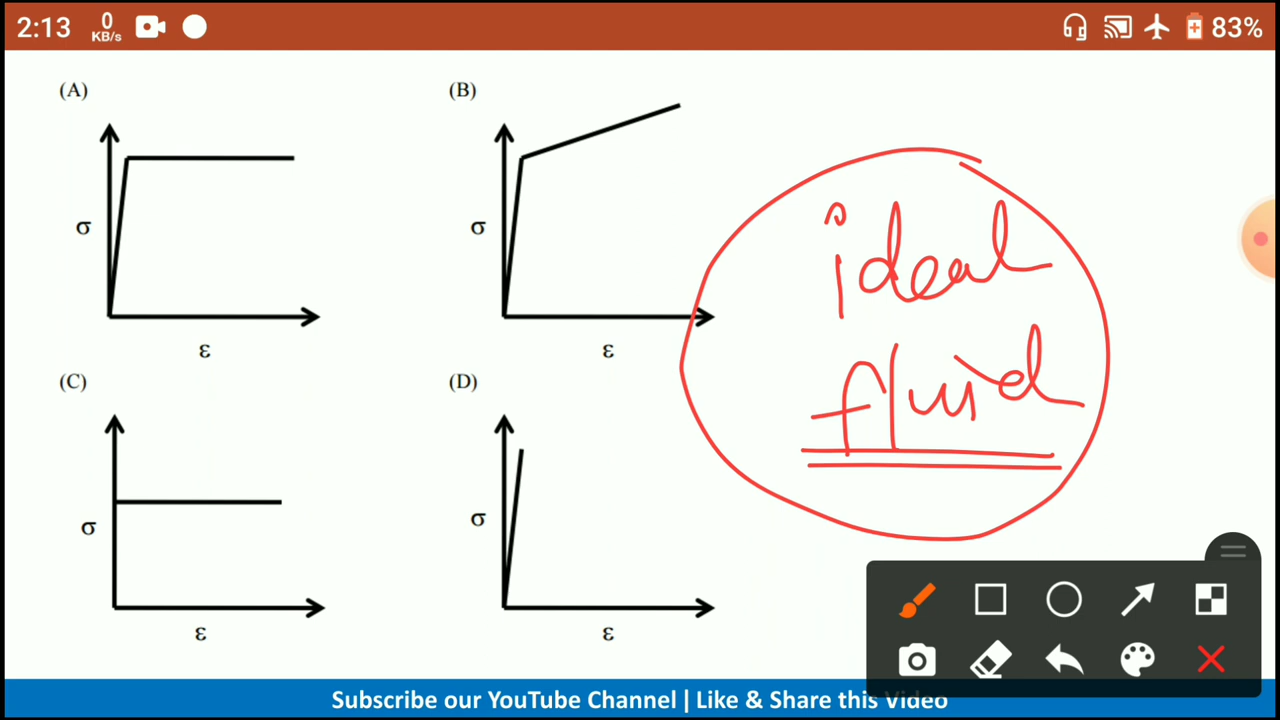 2:13 0 KB/s 83%
(A) (B)
σ σ
ε ε
(C) (D)
σ σ
ε ε
ideal
fluid
Subscribe our YouTube Channel | Like & Share this Video